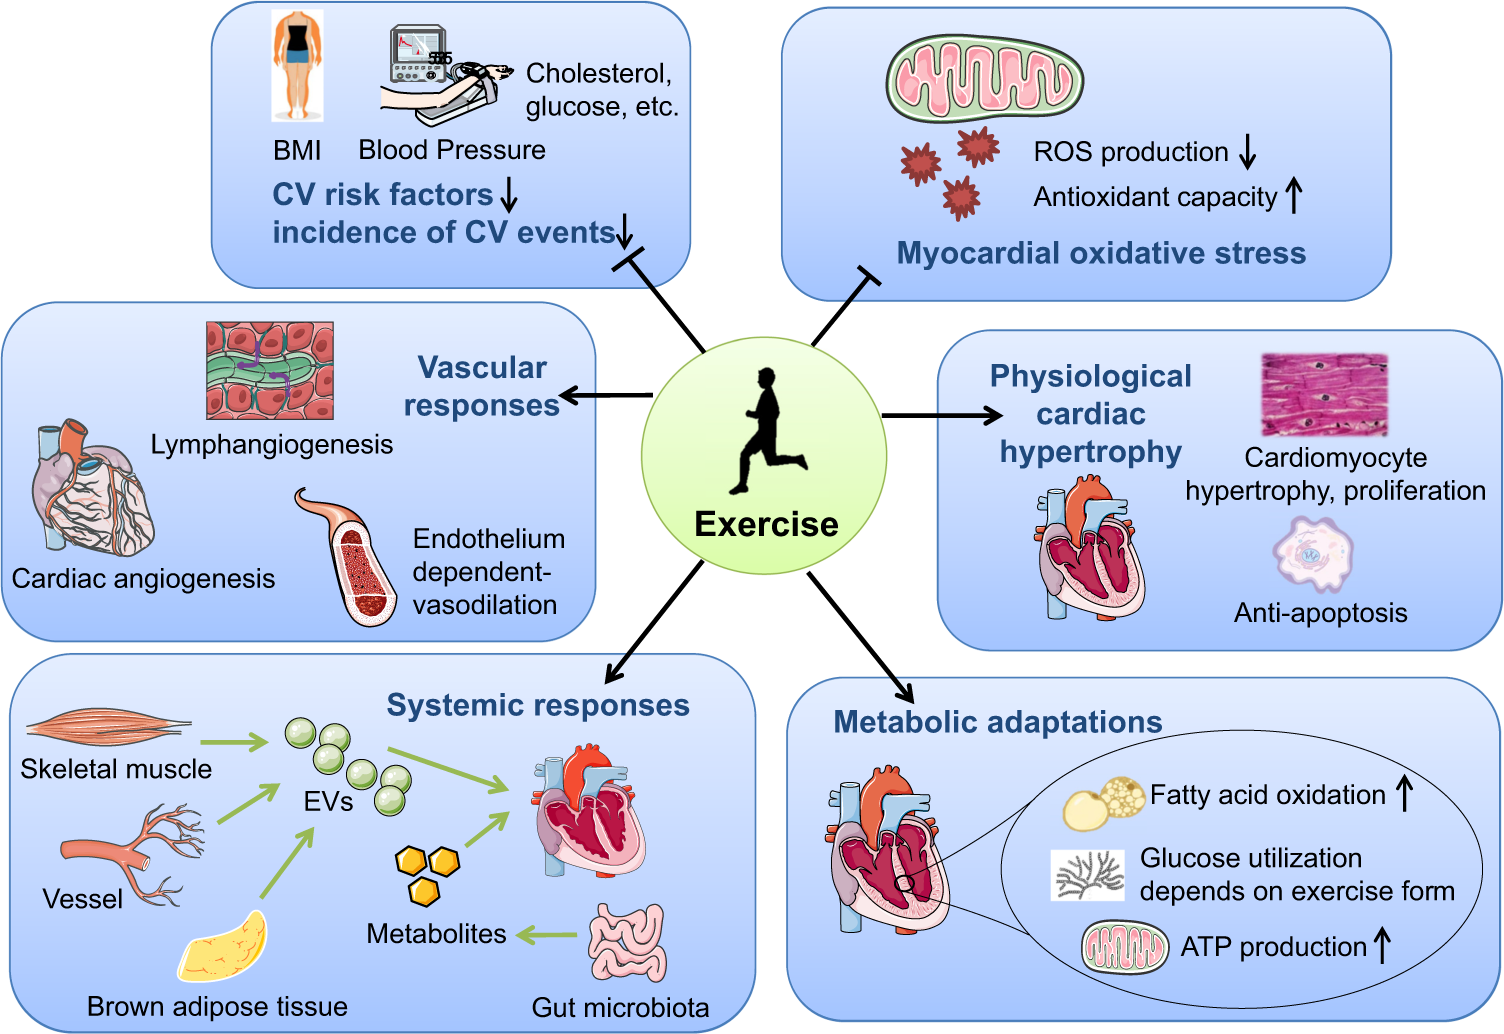 BMI
Blood Pressure
Cholesterol,
glucose, etc.
CV risk factors
incidence of CV events
ROS production
Antioxidant capacity
Myocardial oxidative stress
Vascular
responses
Lymphangiogenesis
Cardiac angiogenesis
Endothelium
dependent-
vasodilation
Exercise
Physiological
cardiac
hypertrophy
Cardiomyocyte
hypertrophy, proliferation
Anti-apoptosis
Systemic responses
Skeletal muscle
EVs
Vessel
Metabolites
Brown adipose tissue
Gut microbiota
Metabolic adaptations
Fatty acid oxidation
Glucose utilization
depends on exercise form
ATP production